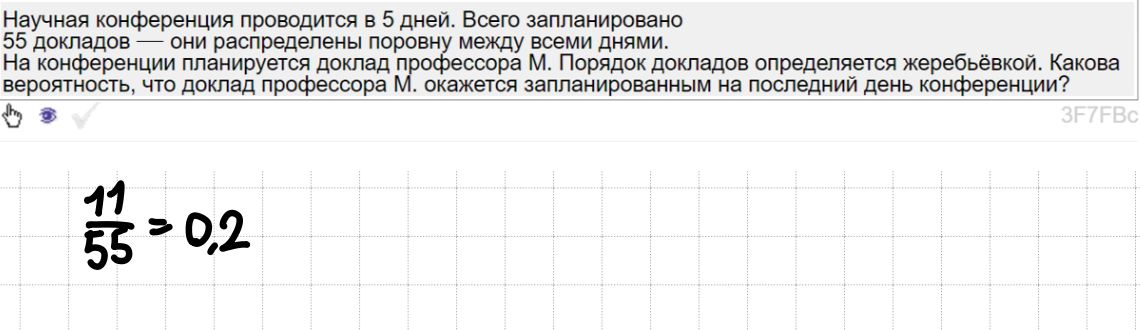 Научная конференция проводится в 5 дней. Всего запланировано
55 докладов — они распределены поровну между всеми днями.
На конференции планируется доклад профессора М. Порядок докладов определяется жеребьёвкой. Какова
вероятность, что доклад профессора М. окажется запланированным на последний день конференции?
3F7FBc
11/55 = 0,2